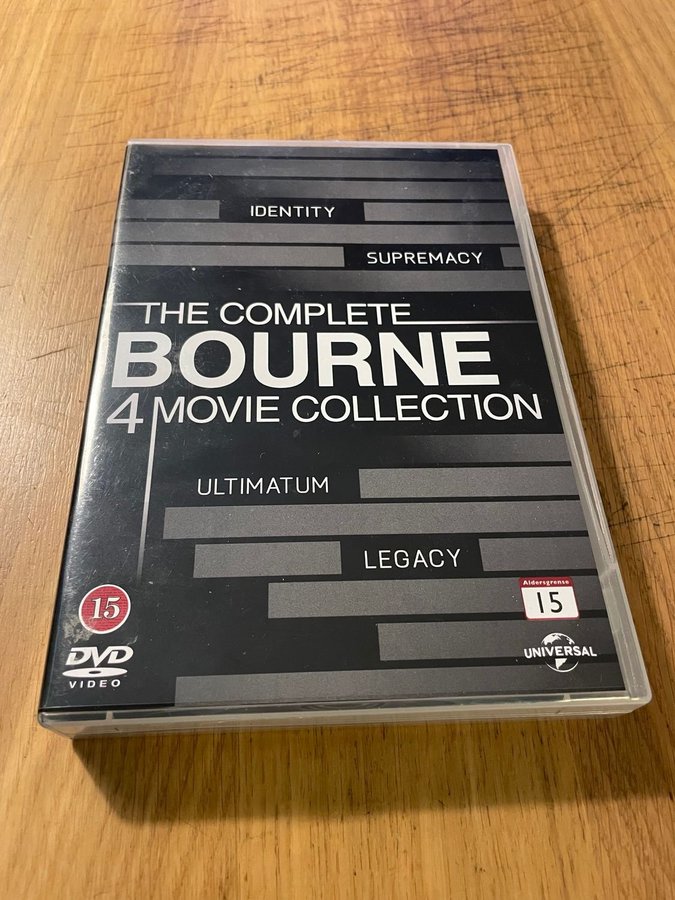 IDENTITY
SUPREMACY
THE COMPLETE
BOURNE
4 MOVIE COLLECTION
ULTIMATUM
LEGACY
15
Aldersgrense
15
DVD
VIDEO
UNIVERSAL